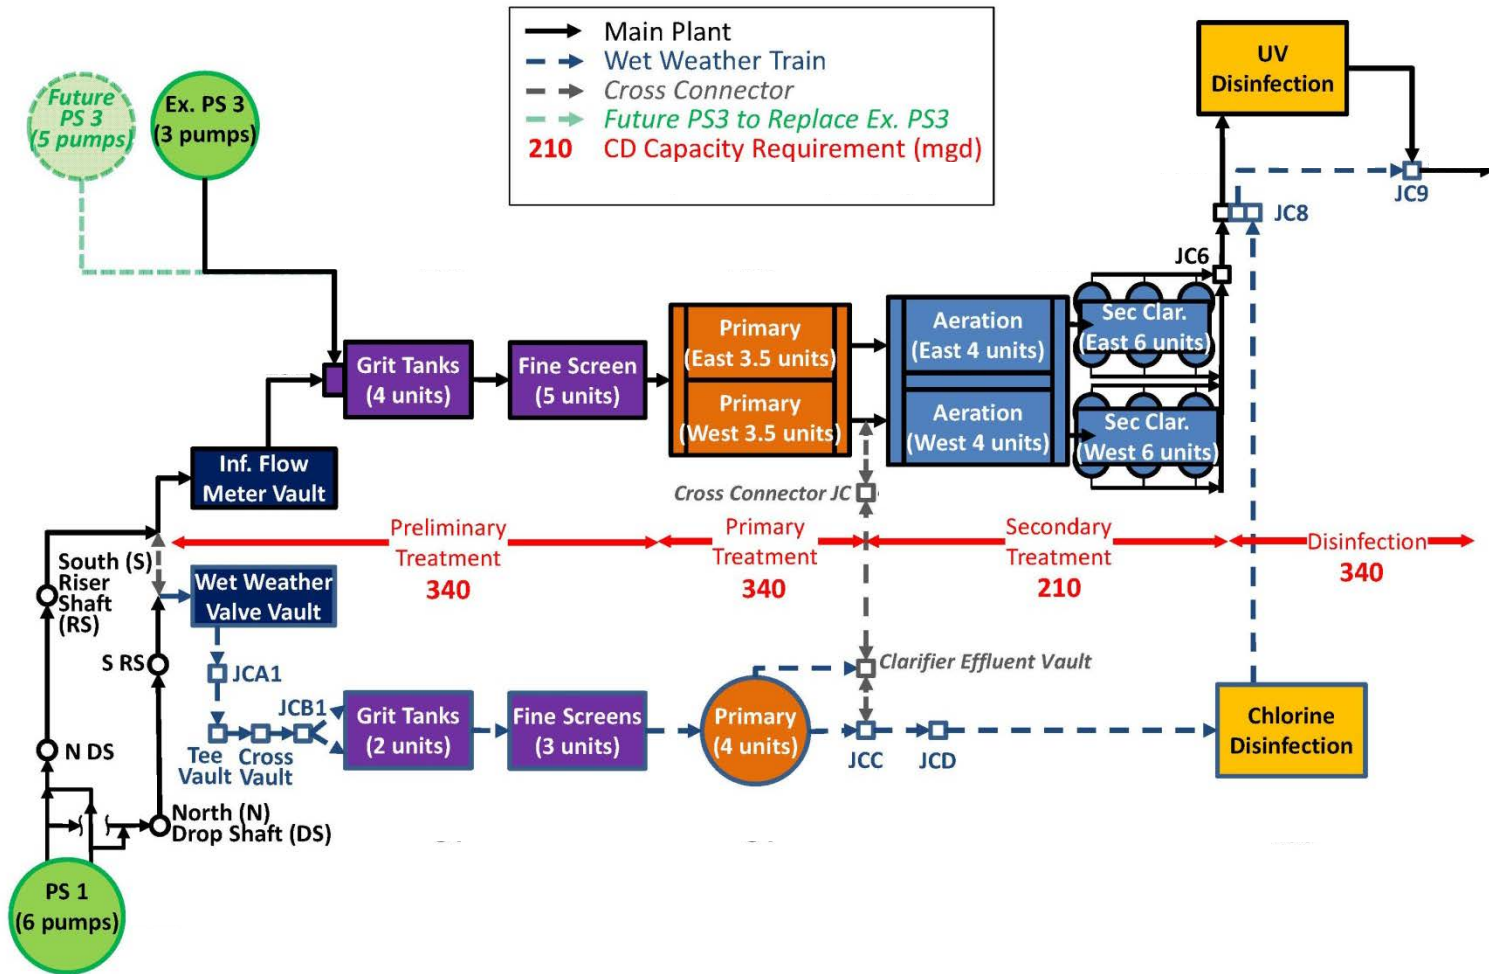 Main Plant
Wet Weather Train
Cross Connector
Future PS3 to Replace Ex. PS3
210 CD Capacity Requirement (mgd)
UV
Disinfection
Future
PS 3
(5 pumps)
Ex. PS 3
(3 pumps)
JC9
JC8
JC6
Grit Tanks
(4 units)
Fine Screen
(5 units)
Primary
(East 3.5 units)
Primary
(West 3.5 units)
Aeration
(East 4 units)
Aeration
(West 4 units)
Sec Clar.
(East 6 units)
Sec Clar.
(West 6 units)
Inf. Flow
Meter Vault
Cross Connector JC
Preliminary
Treatment
340
Primary
Treatment
340
Secondary
Treatment
210
Disinfection
340
South (S)
Riser
Shaft
(RS)
Wet Weather
Valve Vault
S RS
JCA1
Clarifier Effluent Vault
JCB1
Grit Tanks
(2 units)
Fine Screens
(3 units)
Primary
(4 units)
Chlorine
Disinfection
N DS
Tee
Vault
Cross
Vault
JCC
JCD
North (N)
Drop Shaft (DS)
PS 1
(6 pumps)